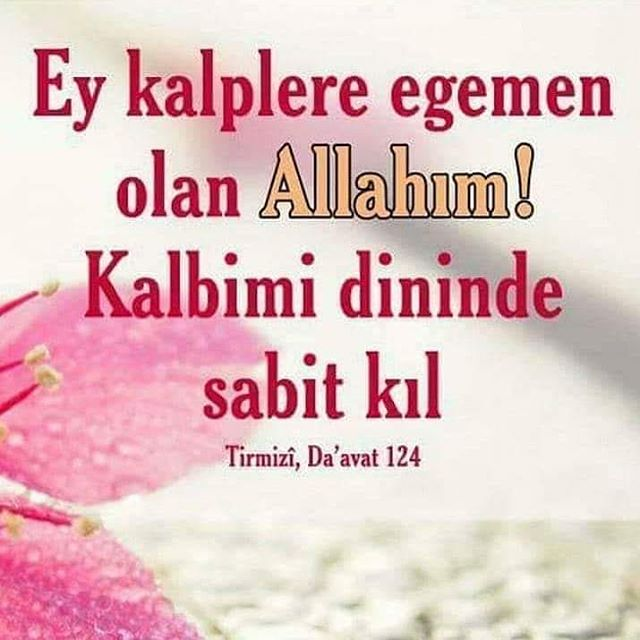 Ey kalplere egemen
olan Allahım!
Kalbimi dininde
sabit kıl
Tirmizî, Da'avat 124